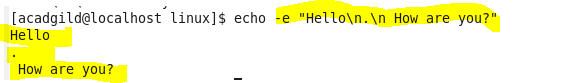 [acadgild@localhost linux]$ echo -e "Hello\n.\n How are you?"
Hello
.
 How are you?